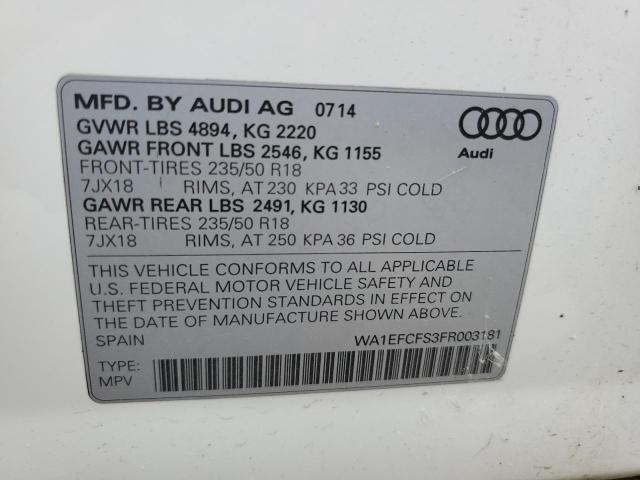 MFD. BY AUDI AG 0714
GVWR LBS 4894, KG 2220
GAWR FRONT LBS 2546, KG 1155
FRONT-TIRES 235/50 R18
7JX18 RIMS, AT 230 KPA 33 PSI COLD
GAWR REAR LBS 2491, KG 1130
REAR-TIRES 235/50 R18
7JX18 RIMS, AT 250 KPA 36 PSI COLD
Audi
THIS VEHICLE CONFORMS TO ALL APPLICABLE
U.S. FEDERAL MOTOR VEHICLE SAFETY AND
THEFT PREVENTION STANDARDS IN EFFECT ON
THE DATE OF MANUFACTURE SHOWN ABOVE.
SPAIN WA1EFCFS3FR003181
TYPE:
MPV